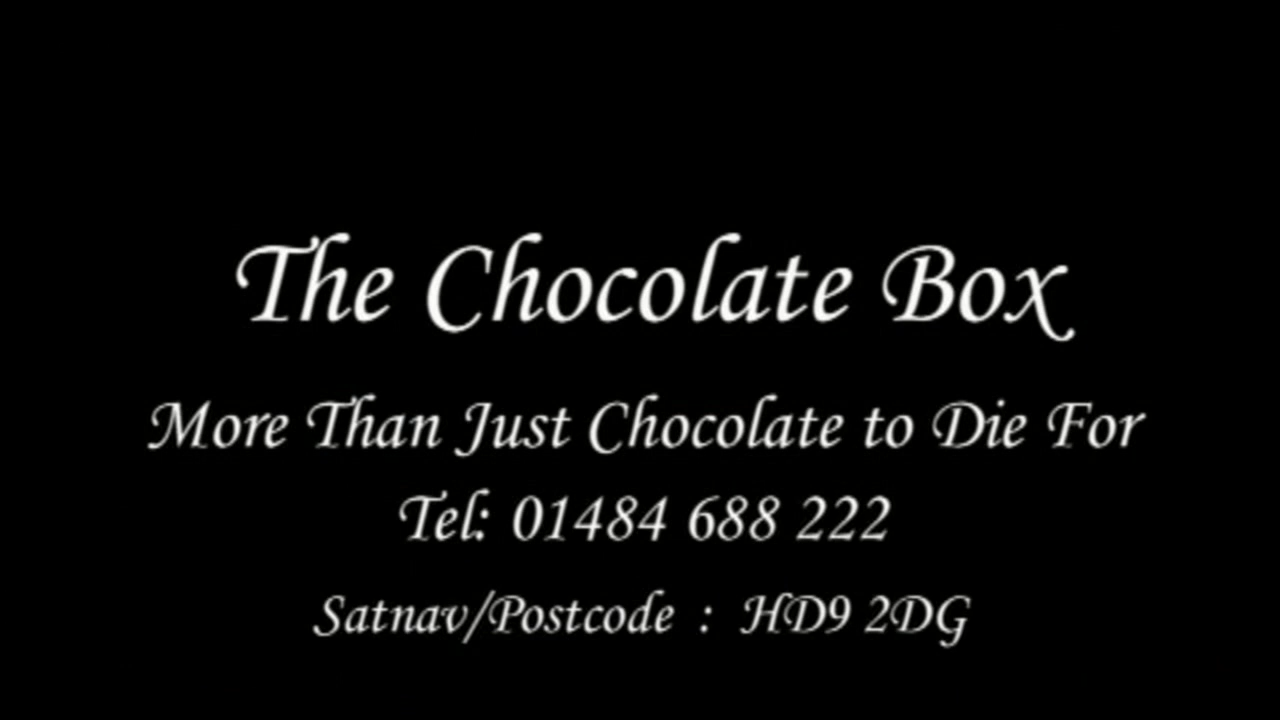 The Chocolate Box
More Than Just Chocolate to Die For
Tel: 01484 688 222
Satnav/Postcode : HD9 2DG